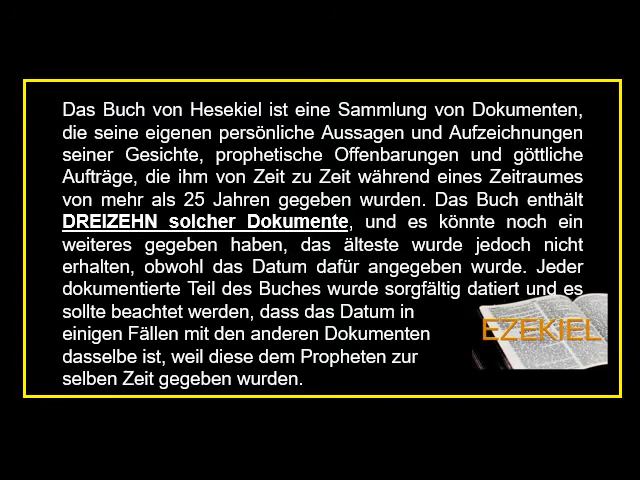 Das Buch von Hesekiel ist eine Sammlung von Dokumenten,
die seine eigenen persönliche Aussagen und Aufzeichnungen
seiner Gesichte, prophetische Offenbarungen und göttliche
Aufträge, die ihm von Zeit zu Zeit während eines Zeitraumes
von mehr als 25 Jahren gegeben wurden. Das Buch enthält
DREIZEHN solcher Dokumente, und es könnte noch ein
weiteres gegeben haben, das älteste wurde jedoch nicht
erhalten, obwohl das Datum dafür angegeben wurde. Jeder
dokumentierte Teil des Buches wurde sorgfältig datiert und es
sollte beachtet werden, dass das Datum in
einigen Fällen mit den anderen Dokumenten
dasselbe ist, weil diese dem Propheten zur
selben Zeit gegeben wurden.
EZEKIEL